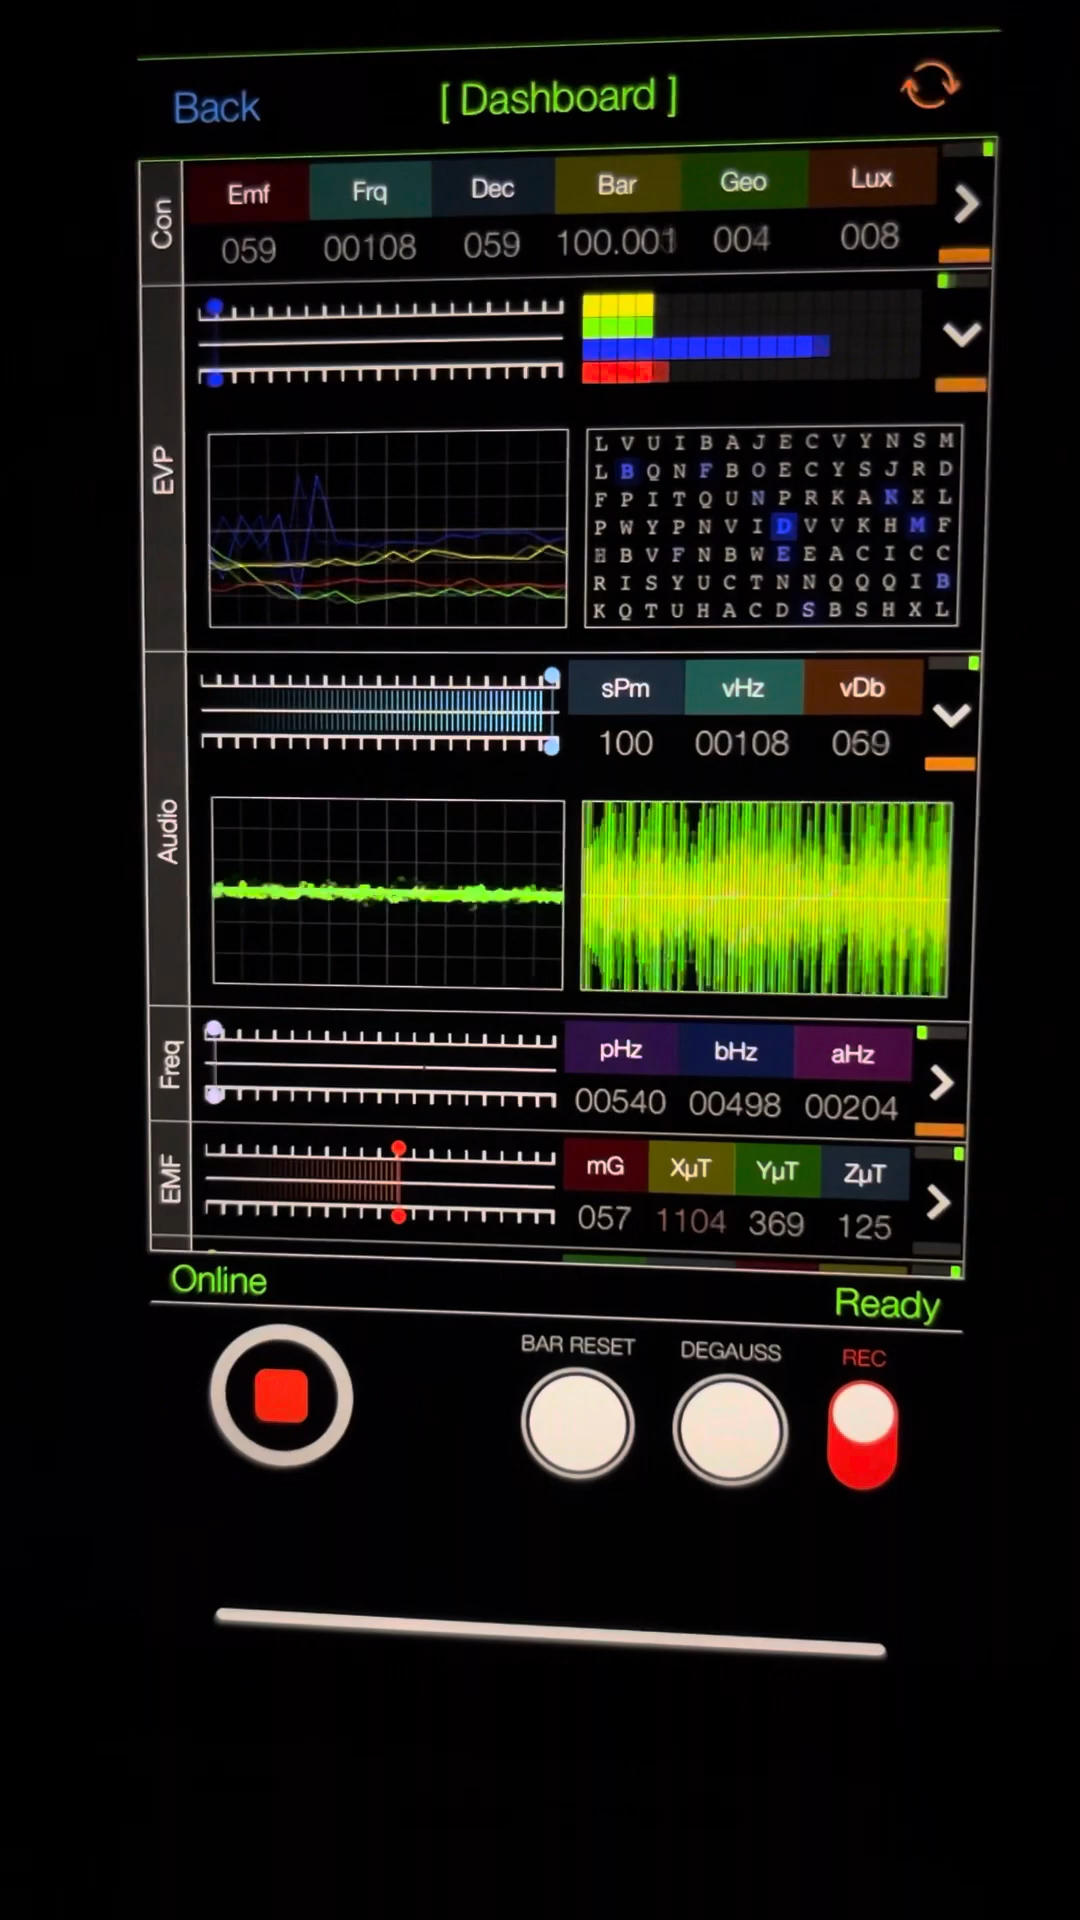 Back
[ Dashboard ]
Con
Emf Frq Dec Bar Geo Lux
059 00108 059 100.001 004 008
EVP
L V U I B A J E C V Y N S M
L B Q N F B O E C Y S J R D
F P I T Q U N P R K A K E L
P W Y P N V I D V V K H M F
H B V F N B W E E A C I C C
R I S Y U C T N N Q Q Q I B
K Q T U H A C D S B S H X L
Audio
sPm vHz vDb
100 00108 059
Freq
pHz bHz aHz
00540 00498 00204
EMF
mG XµT YµT ZµT
057 1104 369 125
Online
Ready
BAR RESET DEGAUSS REC